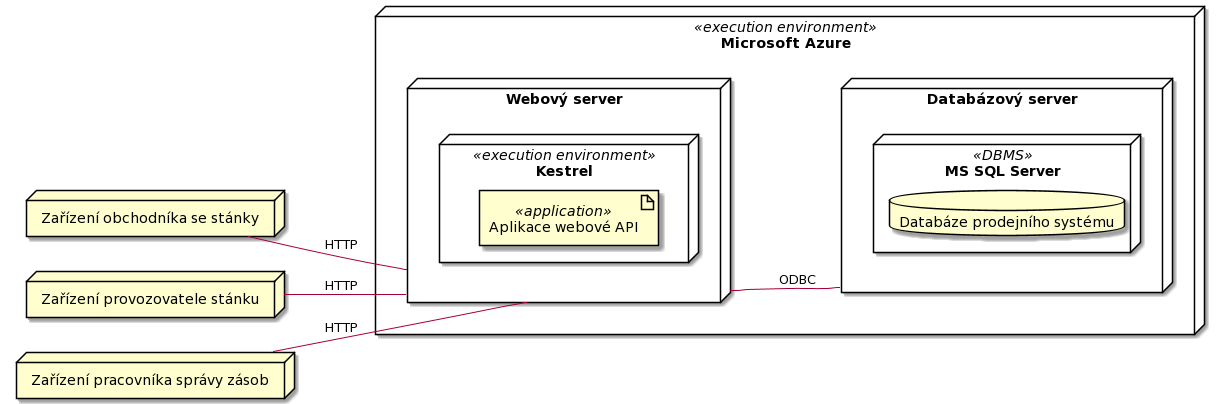 «execution environment»
Microsoft Azure
Webový server
«execution environment»
Kestrel
«application»
Aplikace webové API
Databázový server
«DBMS»
MS SQL Server
Databáze prodejního systému
ODBC
Zařízení obchodníka se stánky
HTTP
Zařízení provozovatele stánku
HTTP
Zařízení pracovníka správy zásob
HTTP